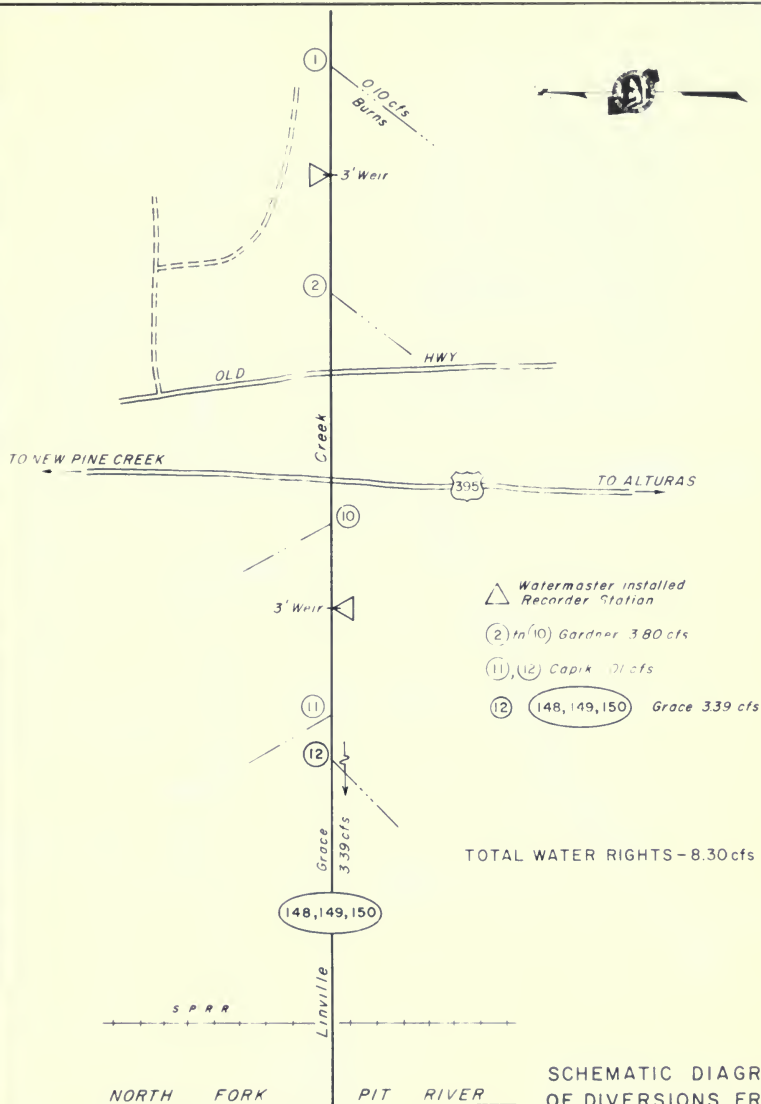 1
010 cfs
Burns
3' Weir
2
OLD HWY
Creek
TO NEW PINE CREEK
395
TO ALTURAS
10
3' Weir
Watermaster installed
Recorder Station
2 to 10 Gardner 3 80 cfs
11, 12 Capik cfs
12 148, 149, 150 Grace 3.39 cfs
11
12
Grace
3.39 cfs
TOTAL WATER RIGHTS - 8.30 cfs
148, 149, 150
Linville
S P R R
NORTH FORK PIT RIVER
SCHEMATIC DIAGR
OF DIVERSIONS FR